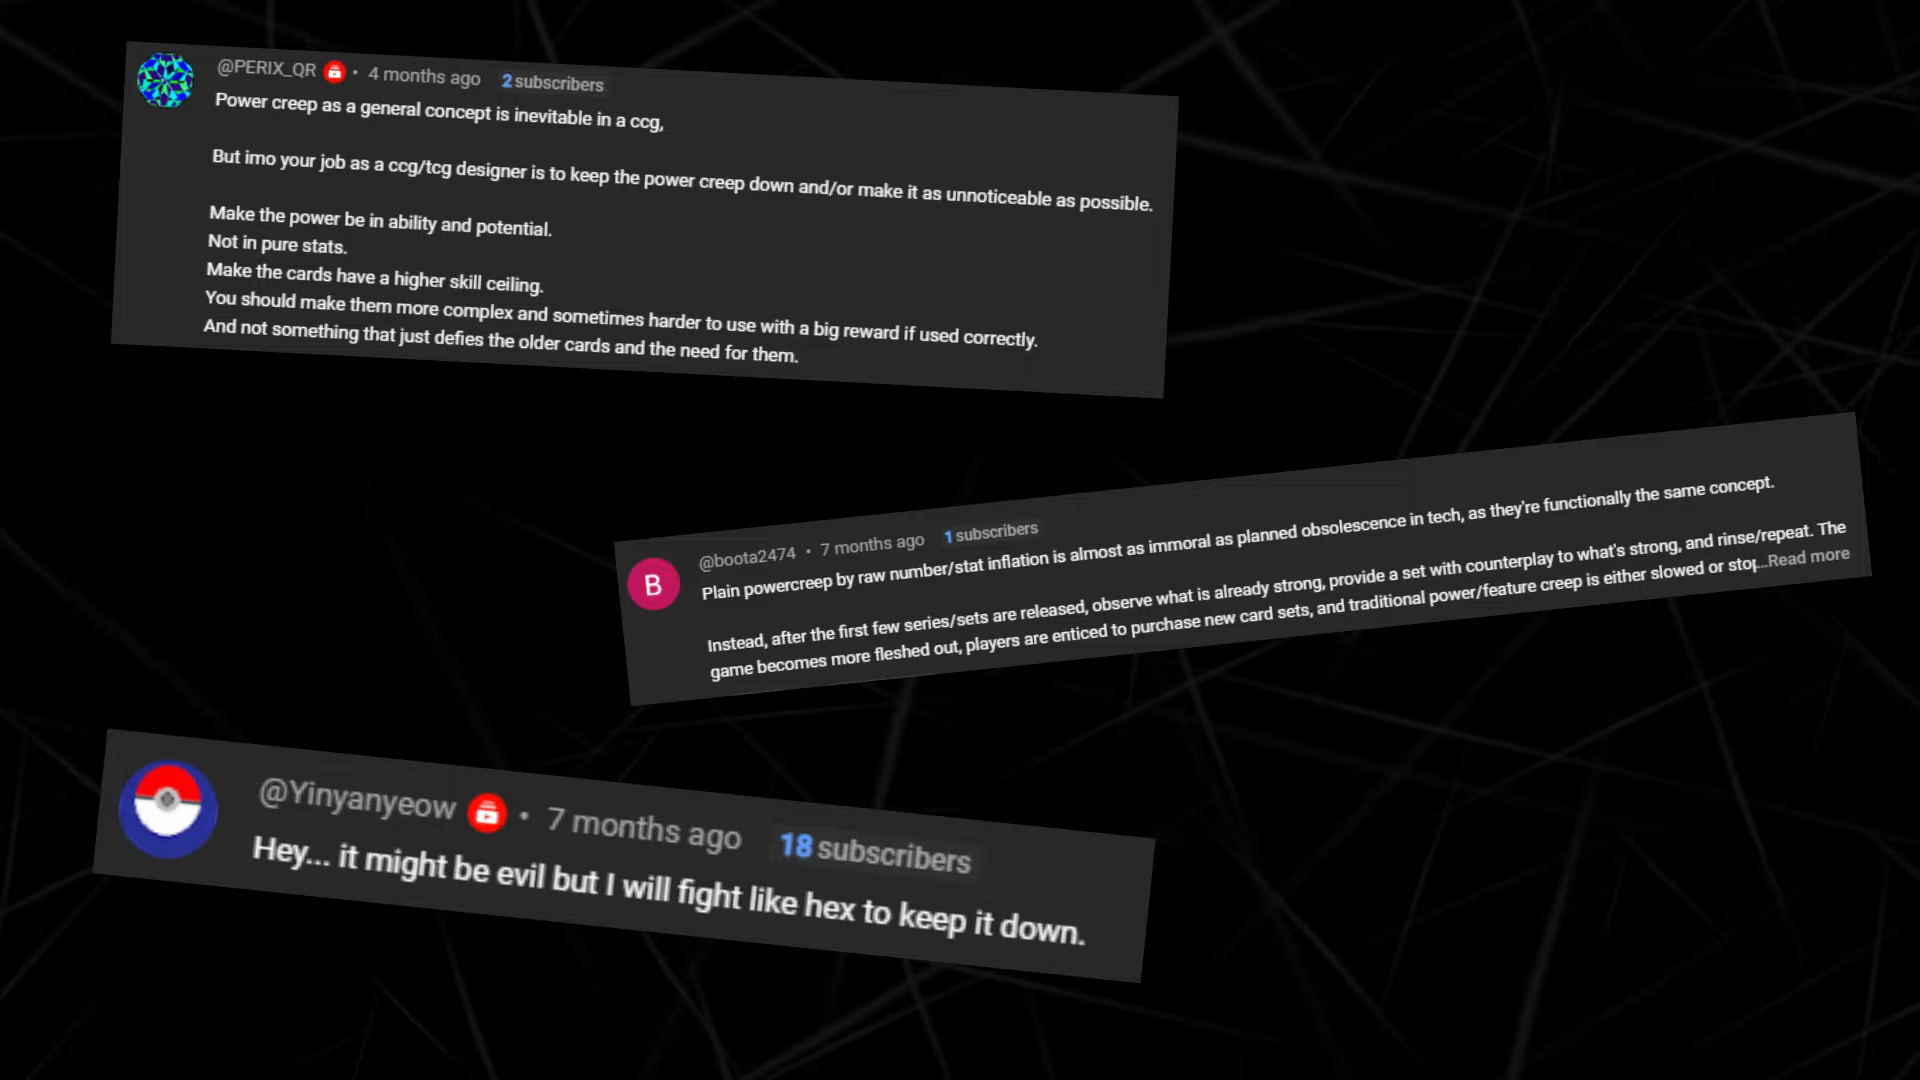 @PERIX_QR • 4 months ago 2 subscribers
Power creep as a general concept is inevitable in a ccg,
But imo your job as a ccg/tcg designer is to keep the power creep down and/or make it as unnoticeable as possible.
Make the power be in ability and potential.
Not in pure stats.
Make the cards have a higher skill ceiling.
You should make them more complex and sometimes harder to use with a big reward if used correctly.
And not something that just defies the older cards and the need for them.
B
@boota2474 • 7 months ago 1 subscribers
Plain powercreep by raw number/stat inflation is almost as immoral as planned obsolescence in tech, as they're functionally the same concept.
Instead, after the first few series/sets are released, observe what is already strong, provide a set with counterplay to what's strong, and rinse/repeat. The
game becomes more fleshed out, players are enticed to purchase new card sets, and traditional power/feature creep is either slowed or stop...Read more
@Yinyanyeow • 7 months ago 18 subscribers
Hey... it might be evil but I will fight like hex to keep it down.